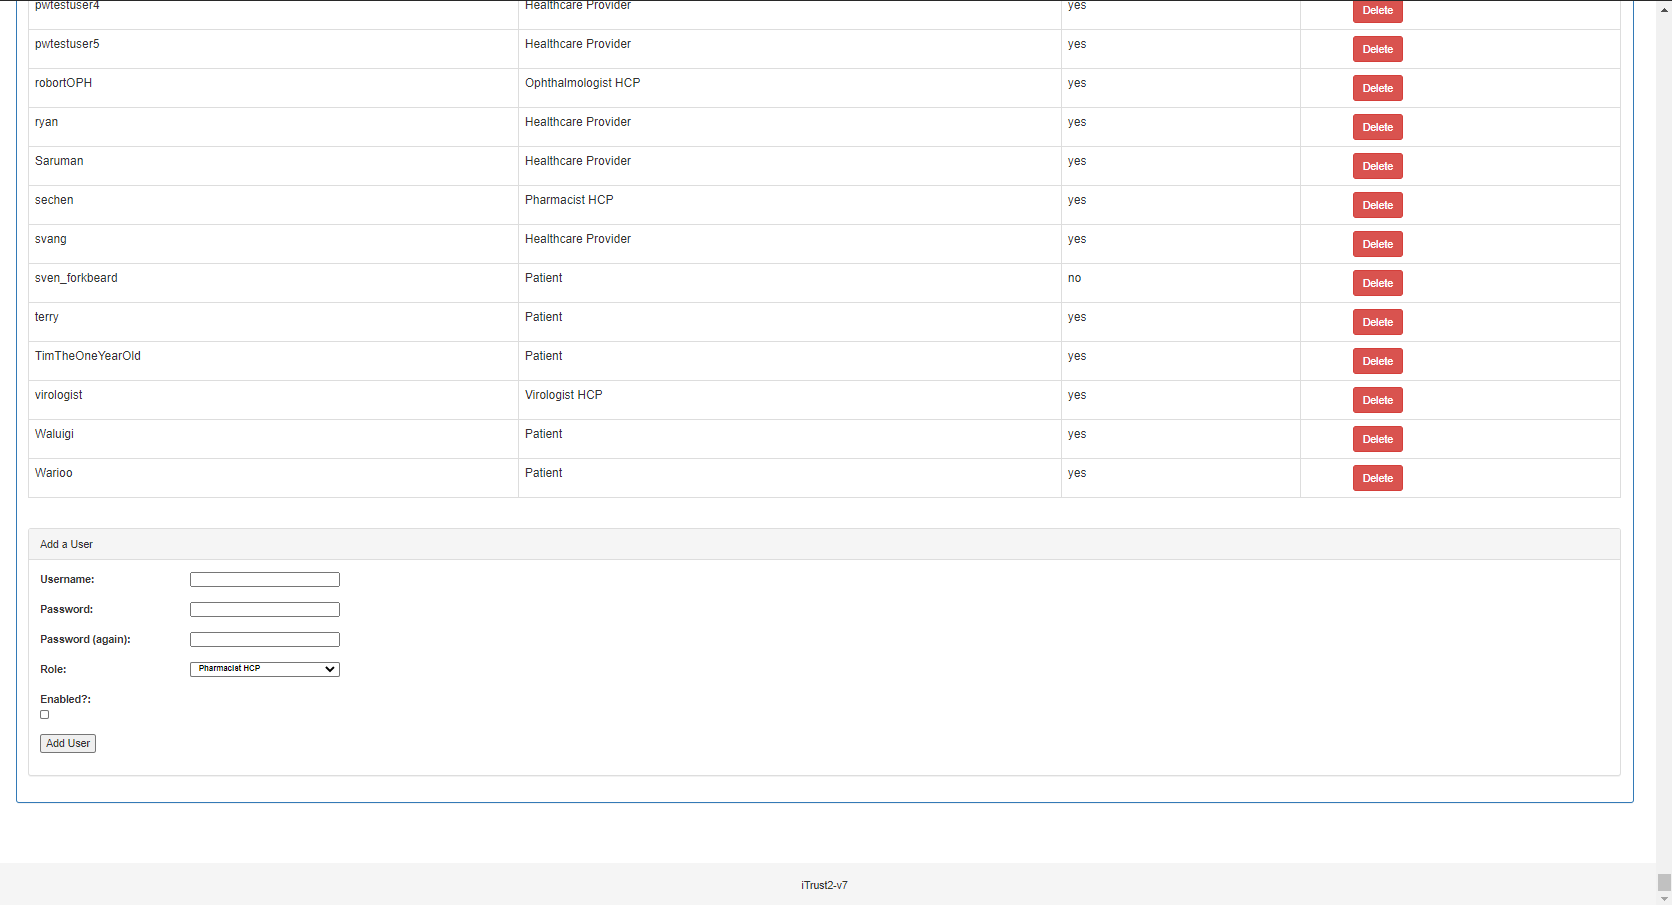 pwtestuser4 Healthcare Provider yes Delete
pwtestuser5 Healthcare Provider yes Delete
robortOPH Ophthalmologist HCP yes Delete
ryan Healthcare Provider yes Delete
Saruman Healthcare Provider yes Delete
sechen Pharmacist HCP yes Delete
svang Healthcare Provider yes Delete
sven_forkbeard Patient no Delete
terry Patient yes Delete
TimTheOneYearOld Patient yes Delete
virologist Virologist HCP yes Delete
Waluigi Patient yes Delete
Warioo Patient yes Delete
Add a User
Username:
Password:
Password (again):
Role: Pharmacist HCP
Enabled?:
Add User
iTrust2-v7